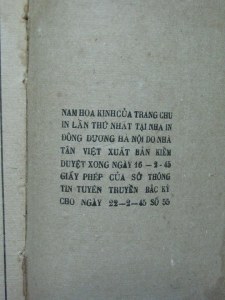 NAM HOA KINH CỦA TRANG CHU
IN LẦN THỨ NHẤT TẠI NHA IN
ĐÔNG DƯƠNG HÀ NỘI DO NHÀ
TÂN VIỆT XUẤT BẢN KIỂM
DUYỆT XONG NGÀY 16-2-45
GIẤY PHÉP CỦA SỞ THÔNG
TIN TUYÊN TRUYỀN BẮC KỲ
CHO NGÀY 22-2-45 SỐ 55